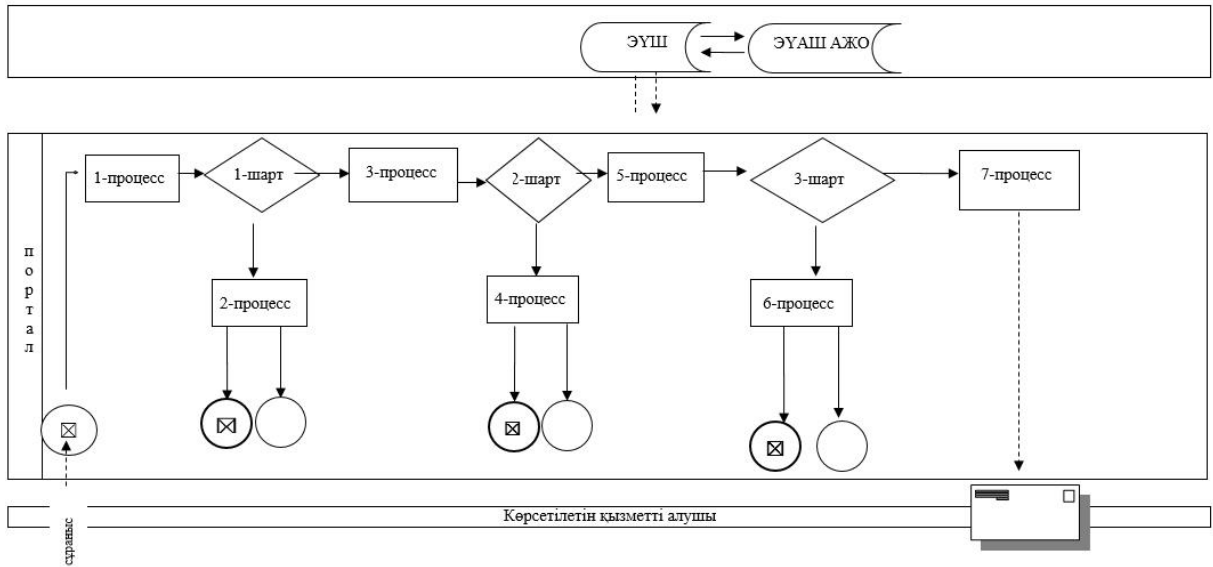 ЭҮШ
ЭҮАШ АЖО
1-процесс
1-шарт
3-процесс
2-шарт
5-процесс
3-шарт
7-процесс
2-процесс
4-процесс
6-процесс
портал
Көрсетілетін қызметті алушы
сұраныс